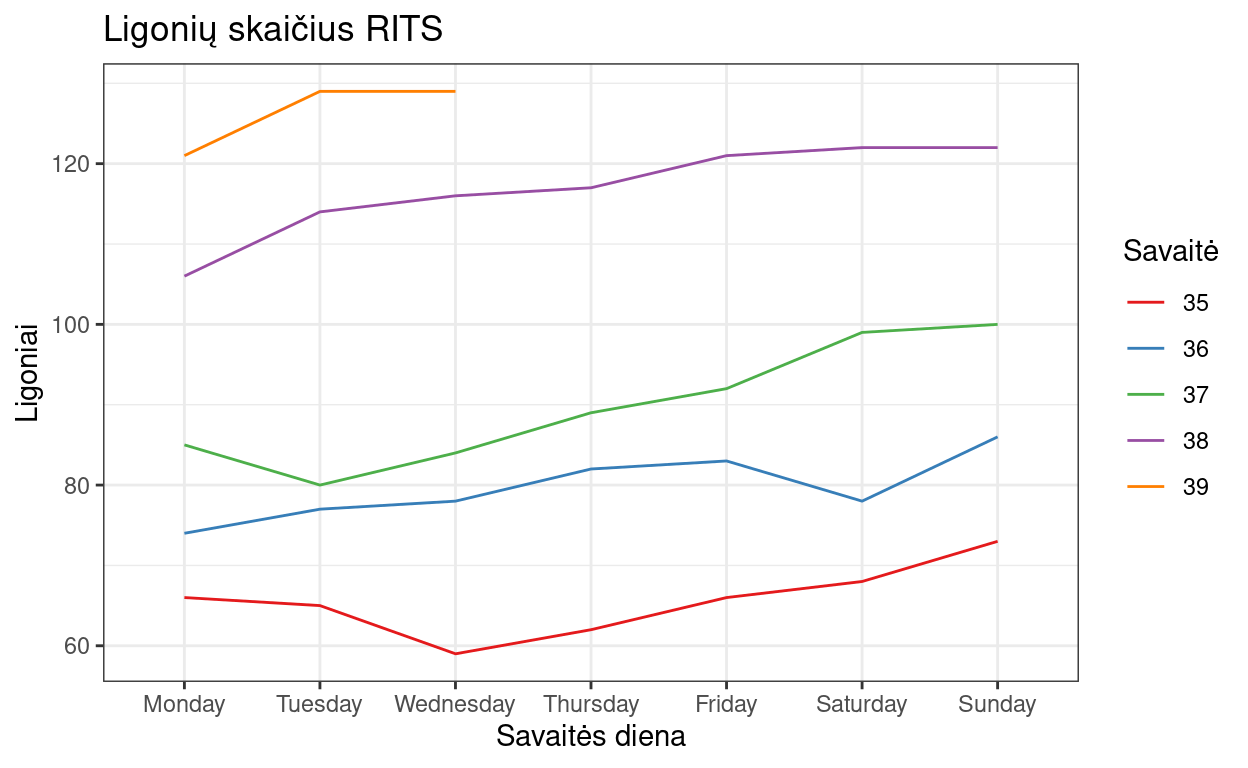 Ligonių skaičius RITS
Ligoniai
120
100
80
60
Monday Tuesday Wednesday Thursday Friday Saturday Sunday
Savaitės diena
Savaitė
35
36
37
38
39